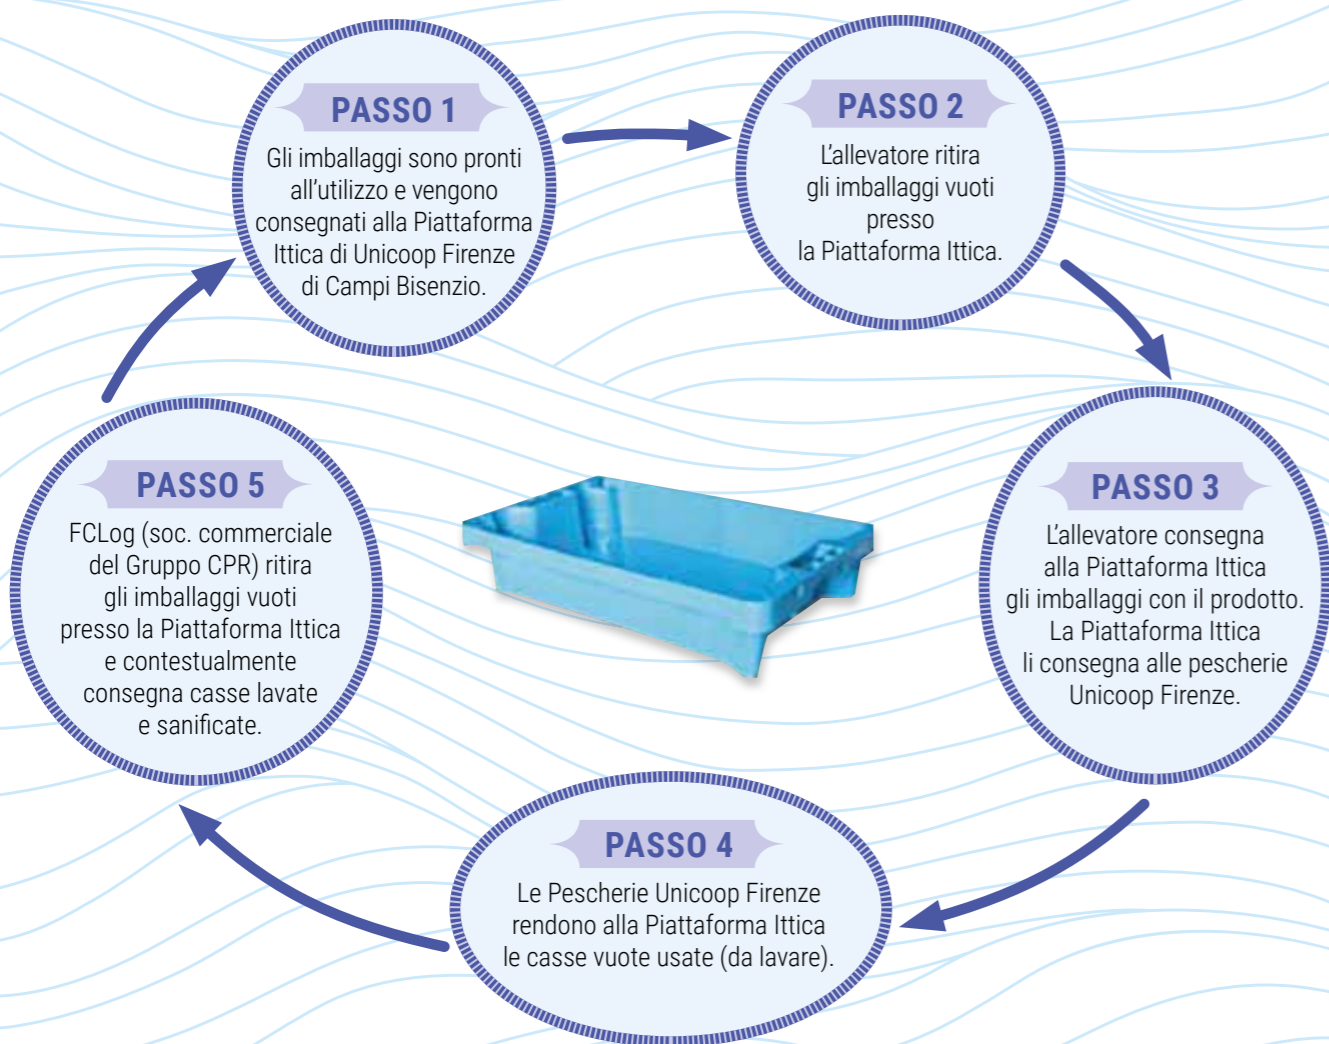 PASSO 1
Gli imballaggi sono pronti
all'utilizzo e vengono
consegnati alla Piattaforma
Ittica di Unicoop Firenze
di Campi Bisenzio.
PASSO 2
L'allevatore ritira
gli imballaggi vuoti
presso
la Piattaforma Ittica.
PASSO 3
L'allevatore consegna
alla Piattaforma Ittica
gli imballaggi con il prodotto.
La Piattaforma Ittica
li consegna alle pescherie
Unicoop Firenze.
PASSO 4
Le Pescherie Unicoop Firenze
rendono alla Piattaforma Ittica
le casse vuote usate (da lavare).
PASSO 5
FCLog (soc. commerciale
del Gruppo CPR) ritira
gli imballaggi vuoti
presso la Piattaforma Ittica
e contestualmente
consegna casse lavate
e sanificate.